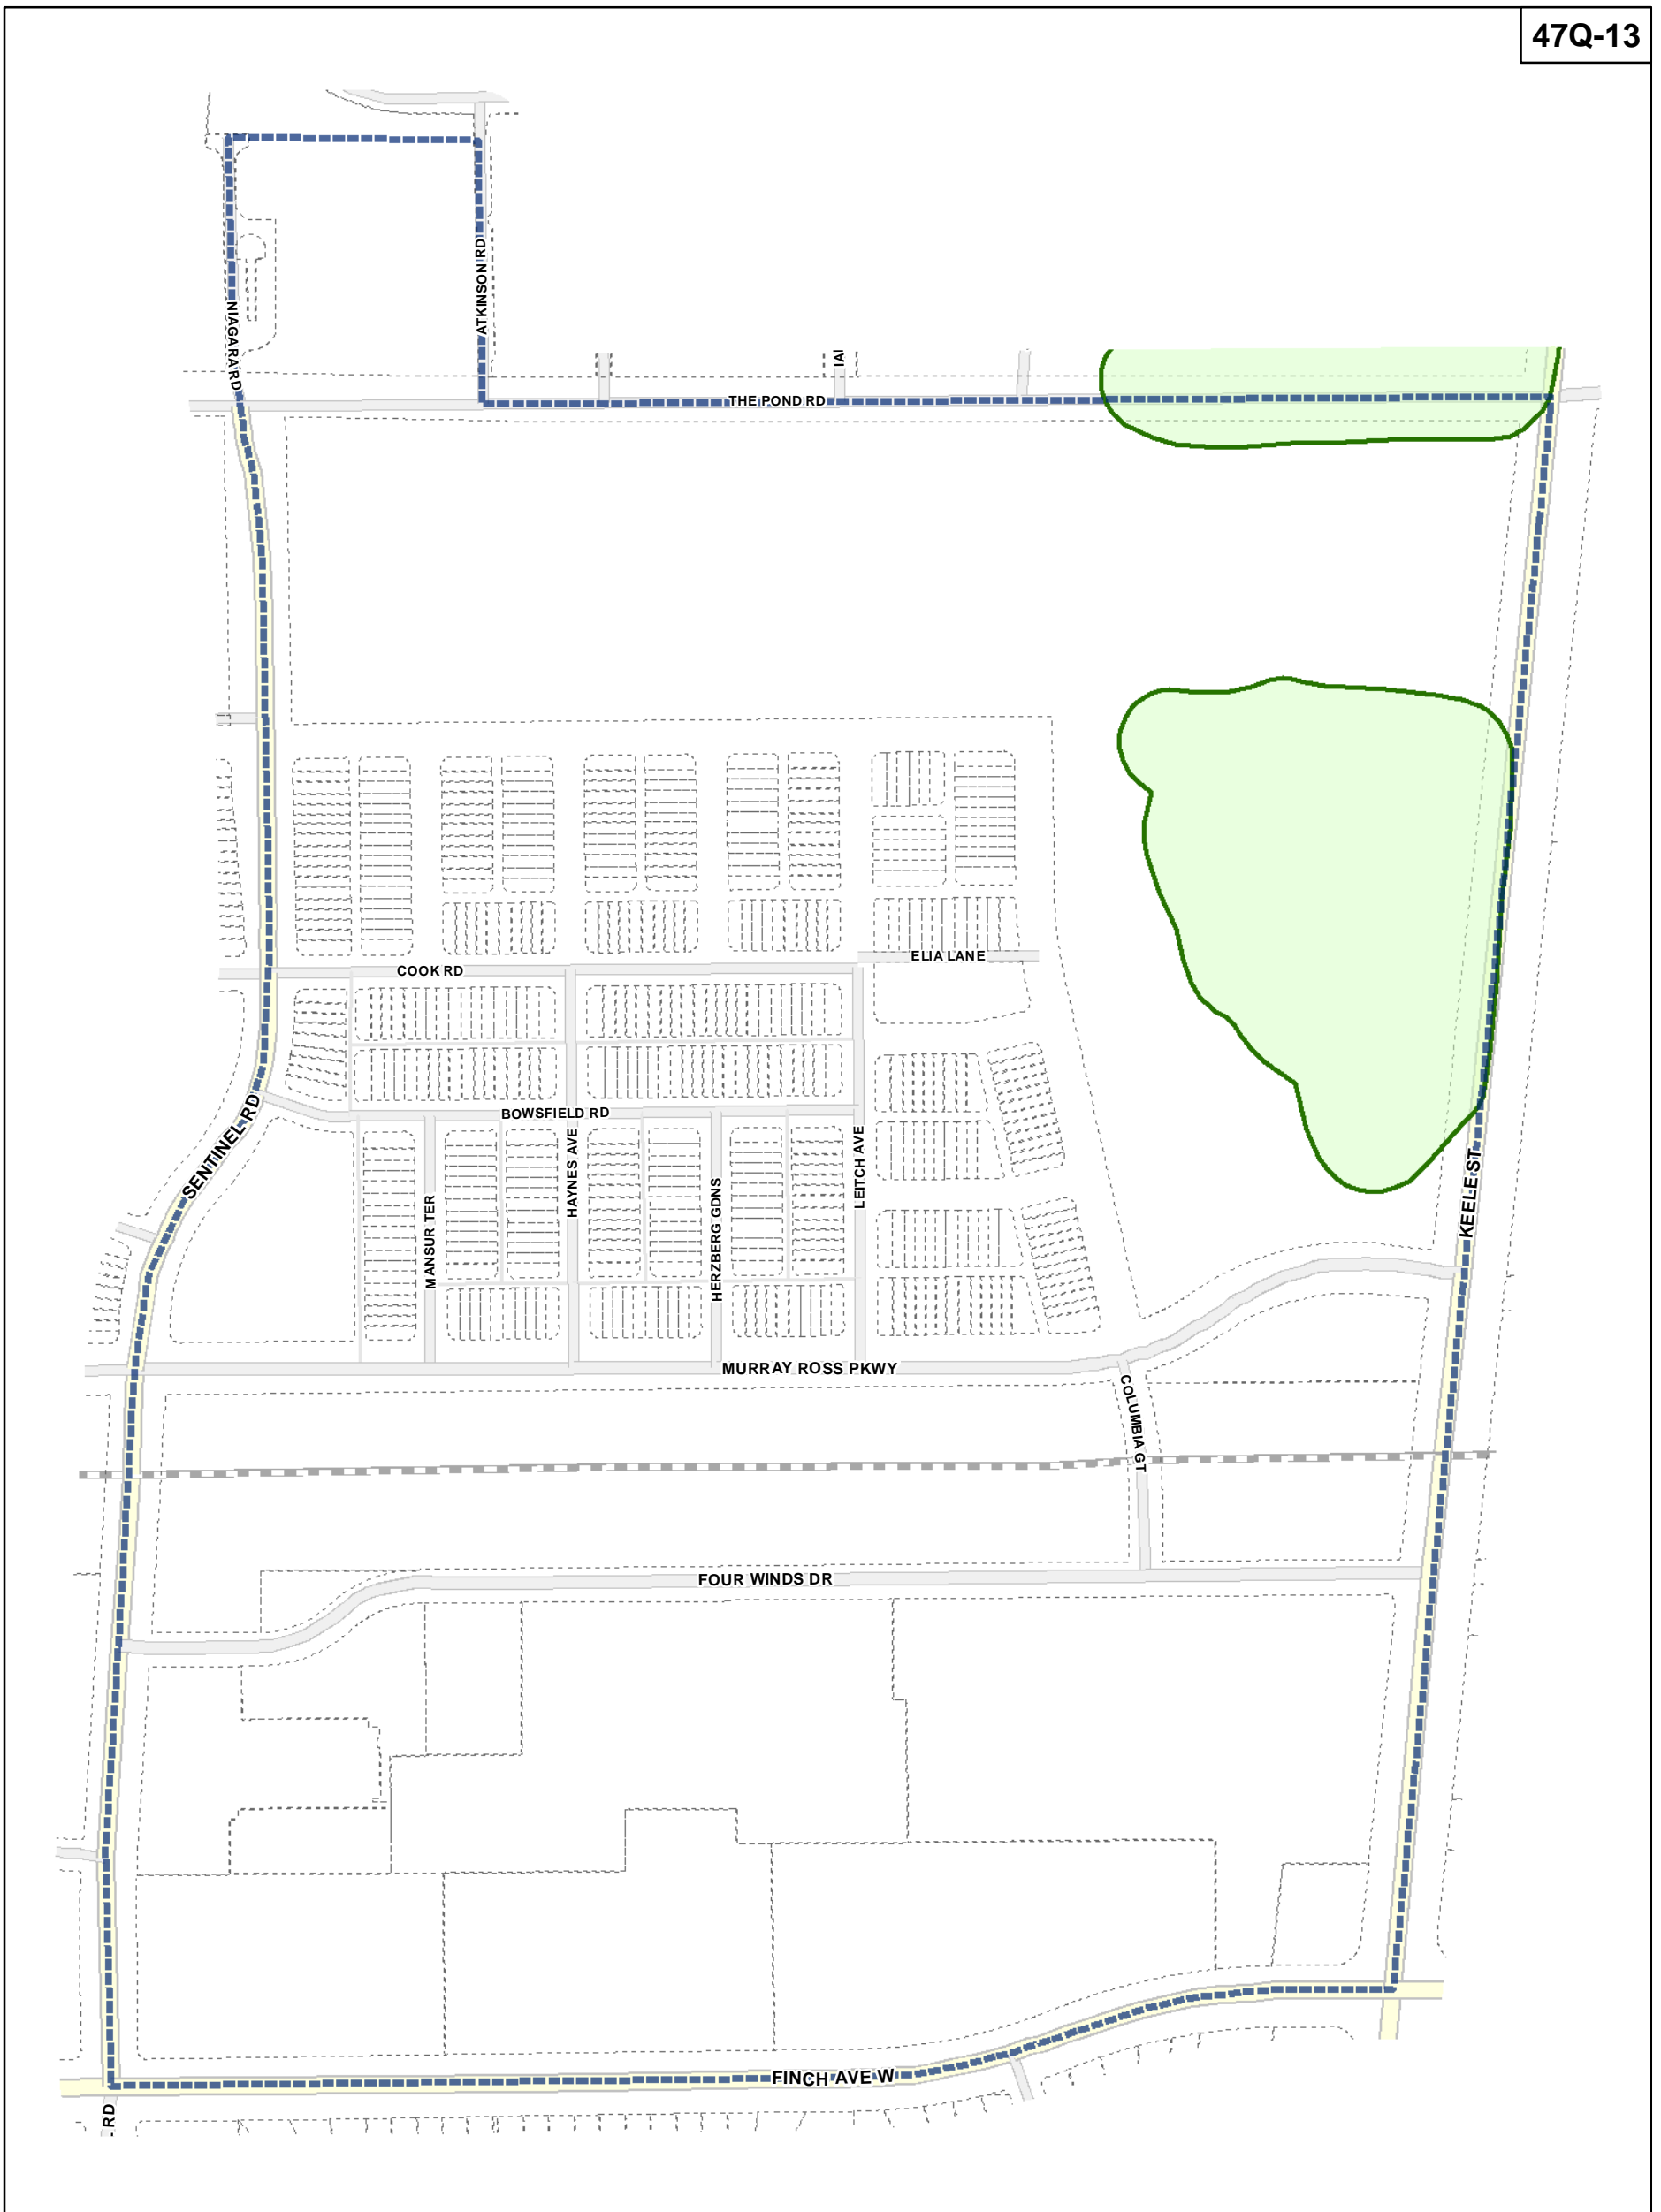 47Q-13
ATKINSON RD
NIAGARA RD
IAI
THE POND RD
ELIA LANE
COOK RD
BOWSFIELD RD
SENTINEL RD
HAYNES AVE
LEITCH AVE
KEELE ST
MANSUR TER
HERZBERG GDNS
MURRAY ROSS PKWY
COLUMBIA GT
FOUR WINDS DR
FINCH AVE W
RD